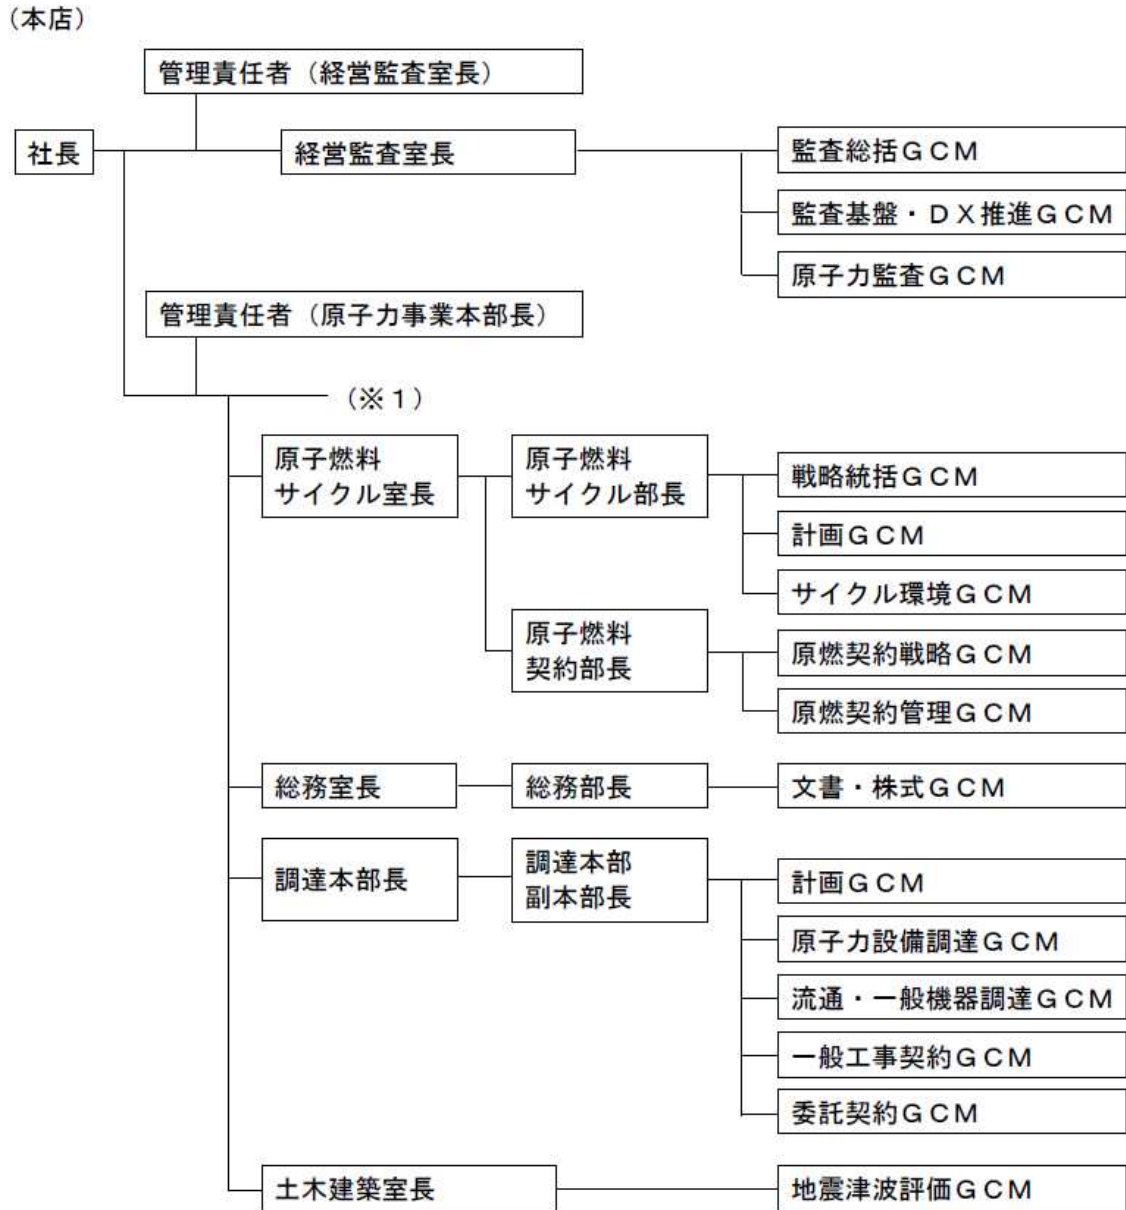 （本店）
管理責任者（経営監査室長）
社長
経営監査室長
監査総括ＧＣＭ
監査基盤・ＤＸ推進ＧＣＭ
原子力監査ＧＣＭ
管理責任者（原子力事業本部長）
（※１）
原子燃料
サイクル室長
原子燃料
サイクル部長
戦略統括ＧＣＭ
計画ＧＣＭ
サイクル環境ＧＣＭ
原子燃料
契約部長
原燃契約戦略ＧＣＭ
原燃契約管理ＧＣＭ
総務室長
総務部長
文書・株式ＧＣＭ
調達本部長
調達本部
副本部長
計画ＧＣＭ
原子力設備調達ＧＣＭ
流通・一般機器調達ＧＣＭ
一般工事契約ＧＣＭ
委託契約ＧＣＭ
土木建築室長
地震津波評価ＧＣＭ